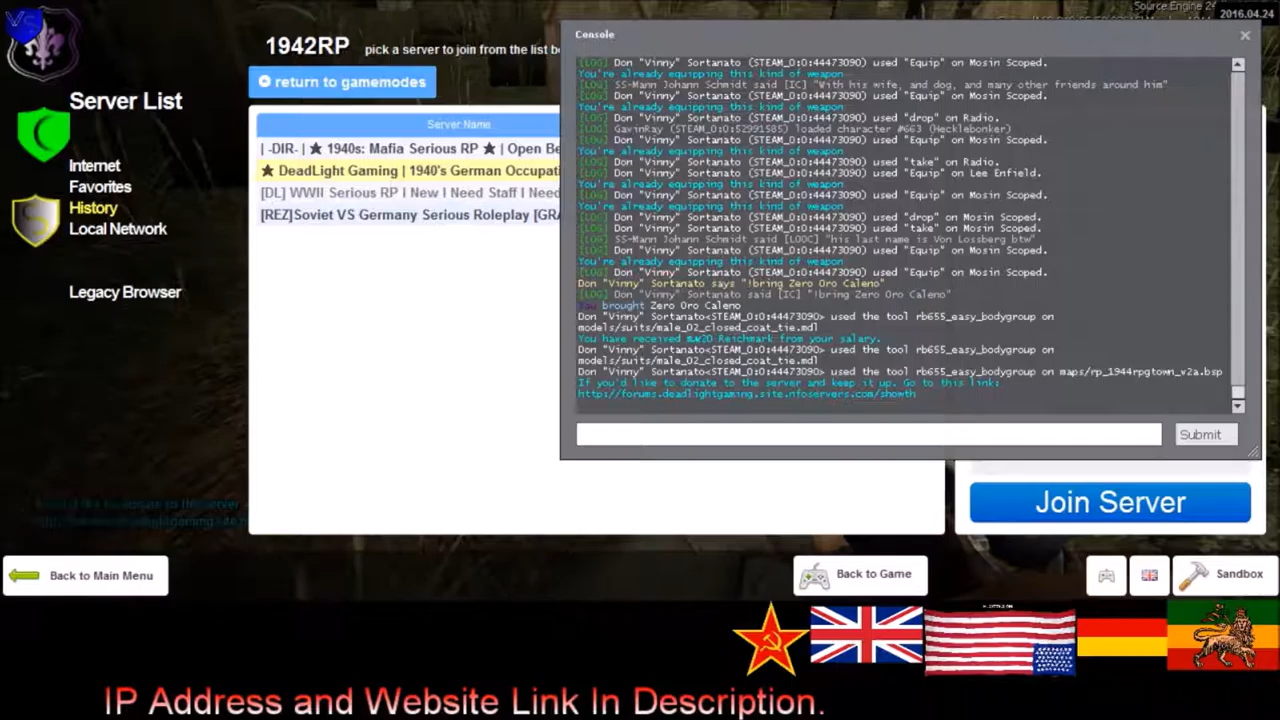 Source Engine 24
2016.04.24
VS
1942RP pick a server to join from the list be
return to gamemodes
Server List
Internet
Favorites
History
Local Network
Legacy Browser
Server Name
| -DIR- | ★ 1940s: Mafia Serious RP ★ | Open Be
★ DeadLight Gaming | 1940's German Occupati
[DL] WWII Serious RP | New | Need Staff | Need
[REZ]Soviet VS Germany Serious Roleplay [GRA
Console
[LOG] Don "Vinny" Sortanato (STEAM_0:0:44473090) used "Equip" on Mosin Scoped.
You're already equipping this kind of weapon
[LOG] SS-Mann Johann Schmidt said [IC] "With his wife, and dog, and many other friends around him"
[LOG] Don "Vinny" Sortanato (STEAM_0:0:44473090) used "Equip" on Mosin Scoped.
You're already equipping this kind of weapon
[LOG] Don "Vinny" Sortanato (STEAM_0:0:44473090) used "drop" on Radio.
[LOG] GavinRay (STEAM_0:0:52991585) loaded character #663 (Hecklebonker)
[LOG] Don "Vinny" Sortanato (STEAM_0:0:44473090) used "Equip" on Mosin Scoped.
You're already equipping this kind of weapon
[LOG] Don "Vinny" Sortanato (STEAM_0:0:44473090) used "take" on Radio.
[LOG] Don "Vinny" Sortanato (STEAM_0:0:44473090) used "Equip" on Lee Enfield.
You're already equipping this kind of weapon
[LOG] Don "Vinny" Sortanato (STEAM_0:0:44473090) used "Equip" on Mosin Scoped.
You're already equipping this kind of weapon
[LOG] Don "Vinny" Sortanato (STEAM_0:0:44473090) used "drop" on Mosin Scoped.
[LOG] Don "Vinny" Sortanato (STEAM_0:0:44473090) used "take" on Mosin Scoped.
[LOG] SS-Mann Johann Schmidt said [LOOC] "his last name is Von Lossberg btw"
[LOG] Don "Vinny" Sortanato (STEAM_0:0:44473090) used "Equip" on Mosin Scoped.
You're already equipping this kind of weapon
[LOG] Don "Vinny" Sortanato (STEAM_0:0:44473090) used "Equip" on Mosin Scoped.
Don "Vinny" Sortanato says "!bring Zero Oro Caleno"
[LOG] Don "Vinny" Sortanato said [IC] "!bring Zero Oro Caleno"
You brought Zero Oro Caleno
Don "Vinny" Sortanato<STEAM_0:0:44473090> used the tool rb655_easy_bodygroup on
models/suits/male_02_closed_coat_tie.mdl
You have received RM20 Reichmark from your salary.
Don "Vinny" Sortanato<STEAM_0:0:44473090> used the tool rb655_easy_bodygroup on
models/suits/male_02_closed_coat_tie.mdl
Don "Vinny" Sortanato<STEAM_0:0:44473090> used the tool rb655_easy_bodygroup on maps/rp_1944rpgtown_v2a.bsp
If you'd like to donate to the server and keep it up. Go to this link:
http://forums.deadlightgaming.site.nfoservers.com/showth
Submit
Join Server
Back to Main Menu
Back to Game
Sandbox
IP Address and Website Link In Description.